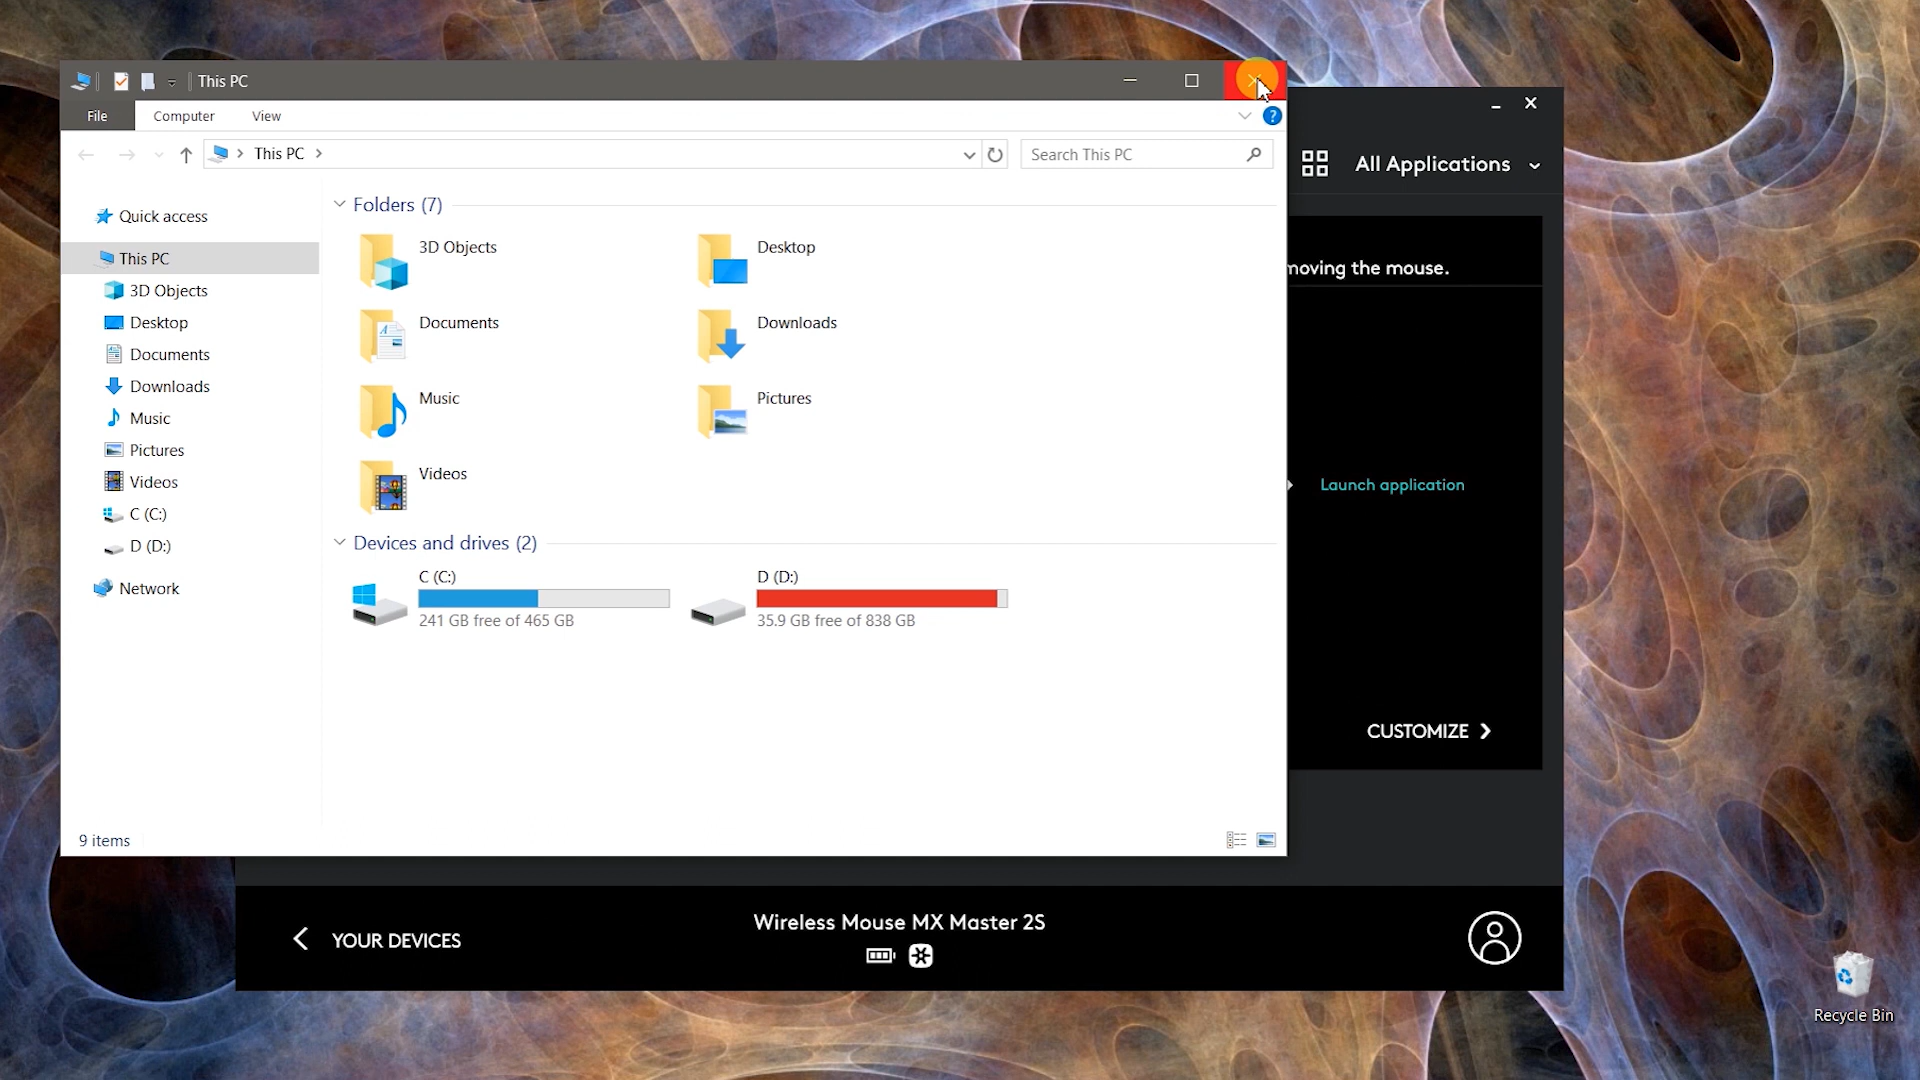 This PC
File
Computer
View
This PC
Search This PC
All Applications
Quick access
This PC
3D Objects
Desktop
Documents
Downloads
Music
Pictures
Videos
C (C:)
D (D:)
Network
Folders (7)
3D Objects
Desktop
Documents
Downloads
Music
Pictures
Videos
Devices and drives (2)
C (C:)
241 GB free of 465 GB
D (D:)
35.9 GB free of 838 GB
9 items
moving the mouse.
Launch application
CUSTOMIZE
YOUR DEVICES
Wireless Mouse MX Master 2S
Recycle Bin